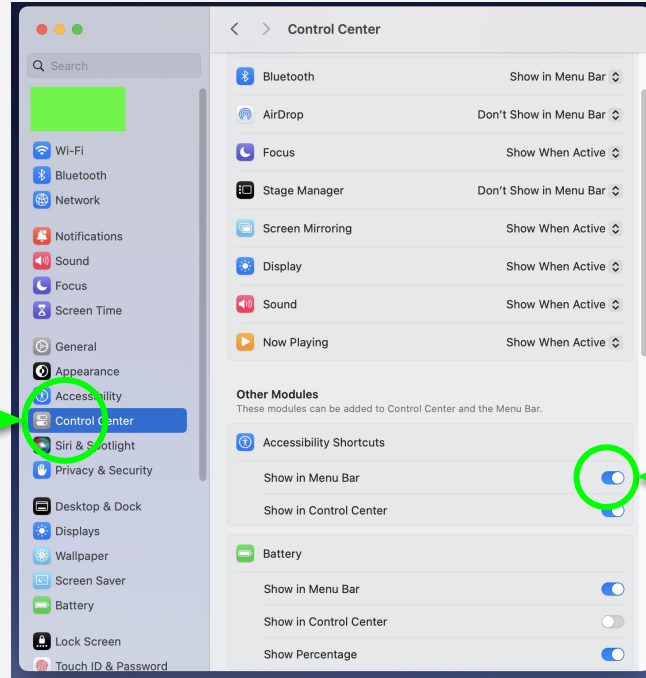 Control Center
Search
Wi-Fi
Bluetooth
Network
Notifications
Sound
Focus
Screen Time
General
Appearance
Accessibility
Control Center
Siri & Spotlight
Privacy & Security
Desktop & Dock
Displays
Wallpaper
Screen Saver
Battery
Lock Screen
Touch ID & Password
Bluetooth Show in Menu Bar
AirDrop Don't Show in Menu Bar
Focus Show When Active
Stage Manager Don't Show in Menu Bar
Screen Mirroring Show When Active
Display Show When Active
Sound Show When Active
Now Playing Show When Active
Other Modules
These modules can be added to Control Center and the Menu Bar.
Accessibility Shortcuts
Show in Menu Bar
Show in Control Center
Battery
Show in Menu Bar
Show in Control Center
Show Percentage